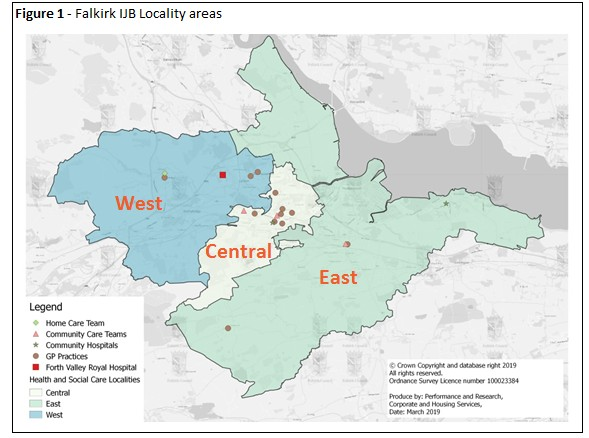 Figure 1 - Falkirk IJB Locality areas
West
Central
East
Legend
Home Care Team
Community Care Teams
Community Hospitals
GP Practices
Forth Valley Royal Hospital
Health and Social Care Localities
Central
East
West
© Crown Copyright and database right 2019
All rights reserved.
Ordnance Survey Licence number 100023384
Produce by: Performance and Research,
Corporate and Housing Services,
Date: March 2019